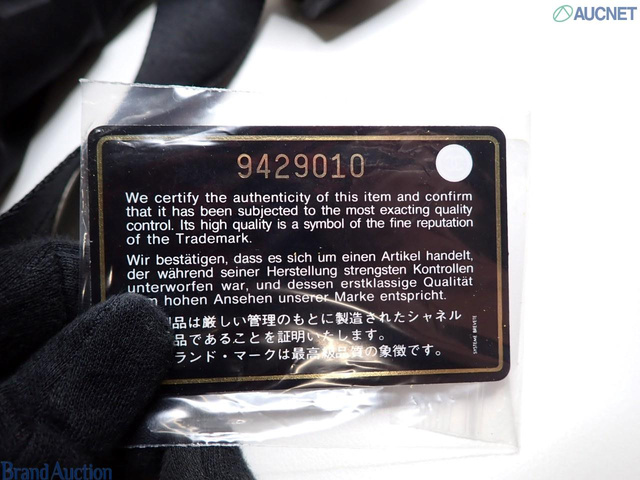 AUCNET
9429010
We certify the authenticity of this item and confirm
that it has been subjected to the most exacting quality
control. Its high quality is a symbol of the fine reputation
of the Trademark.
Wir bestätigen, dass es sich um einen Artikel handelt,
der während seiner Herstellung strengsten Kontrollen
unterworfen war, und dessen erstklassige Qualität
hohen Ansehen unserer Marke entspricht.
品は厳しい管理のもとに製造されたシャネル
品であることを証明いたします。
ランド・マークは最高級品質の象徴です。
Brand Auction